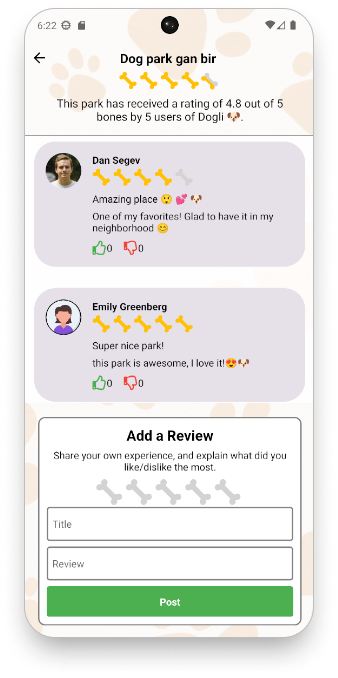 6:22
Dog park gan bir
This park has received a rating of 4.8 out of 5
bones by 5 users of Dogli 🐶.
Dan Segev
Amazing place 😲 💕 🐶
One of my favorites! Glad to have it in my
neighborhood 😊
0 0
Emily Greenberg
Super nice park!
this park is awesome, I love it!😍🐶
0 0
Add a Review
Share your own experience, and explain what did you
like/dislike the most.
Title
Review
Post